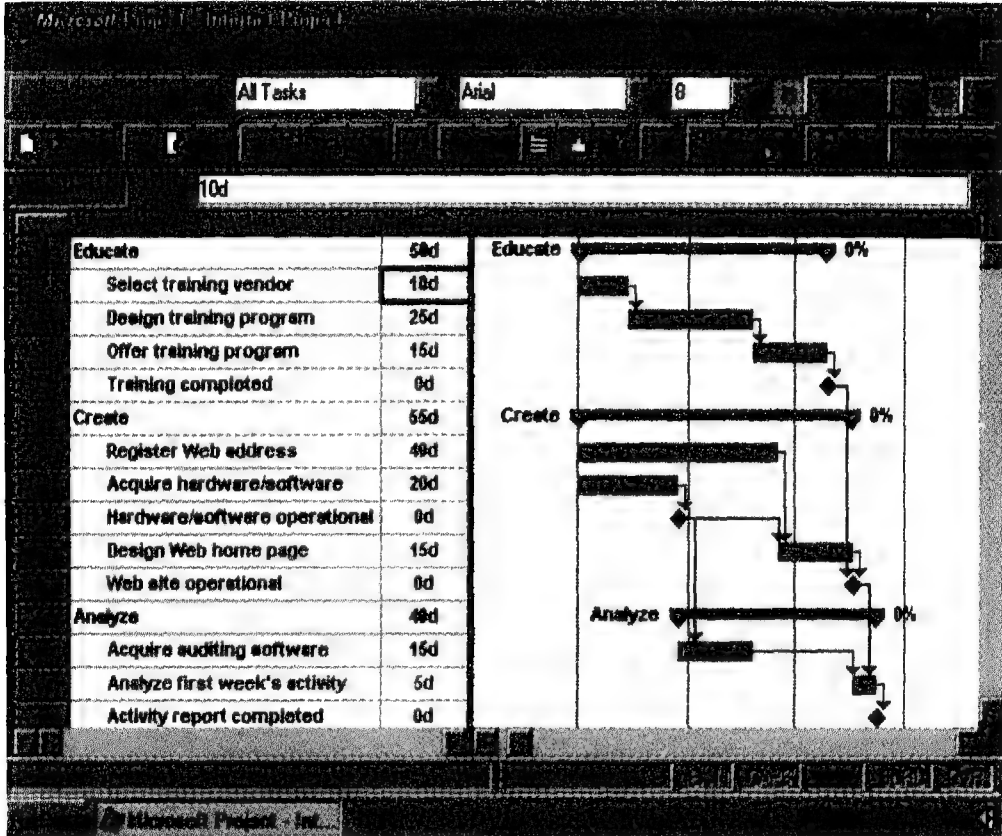 Microsoft Project
All Tasks Arial 8
10d
Educate 50d Educate 0%
Select training vendor 10d
Design training program 25d
Offer training program 15d
Training completed 0d
Create 55d Create 0%
Register Web address 40d
Acquire hardware/software 20d
Hardware/software operational 0d
Design Web home page 15d
Web site operational 0d
Analyze 40d Analyze 0%
Acquire auditing software 15d
Analyze first week's activity 5d
Activity report completed 0d
Microsoft Project - Int...